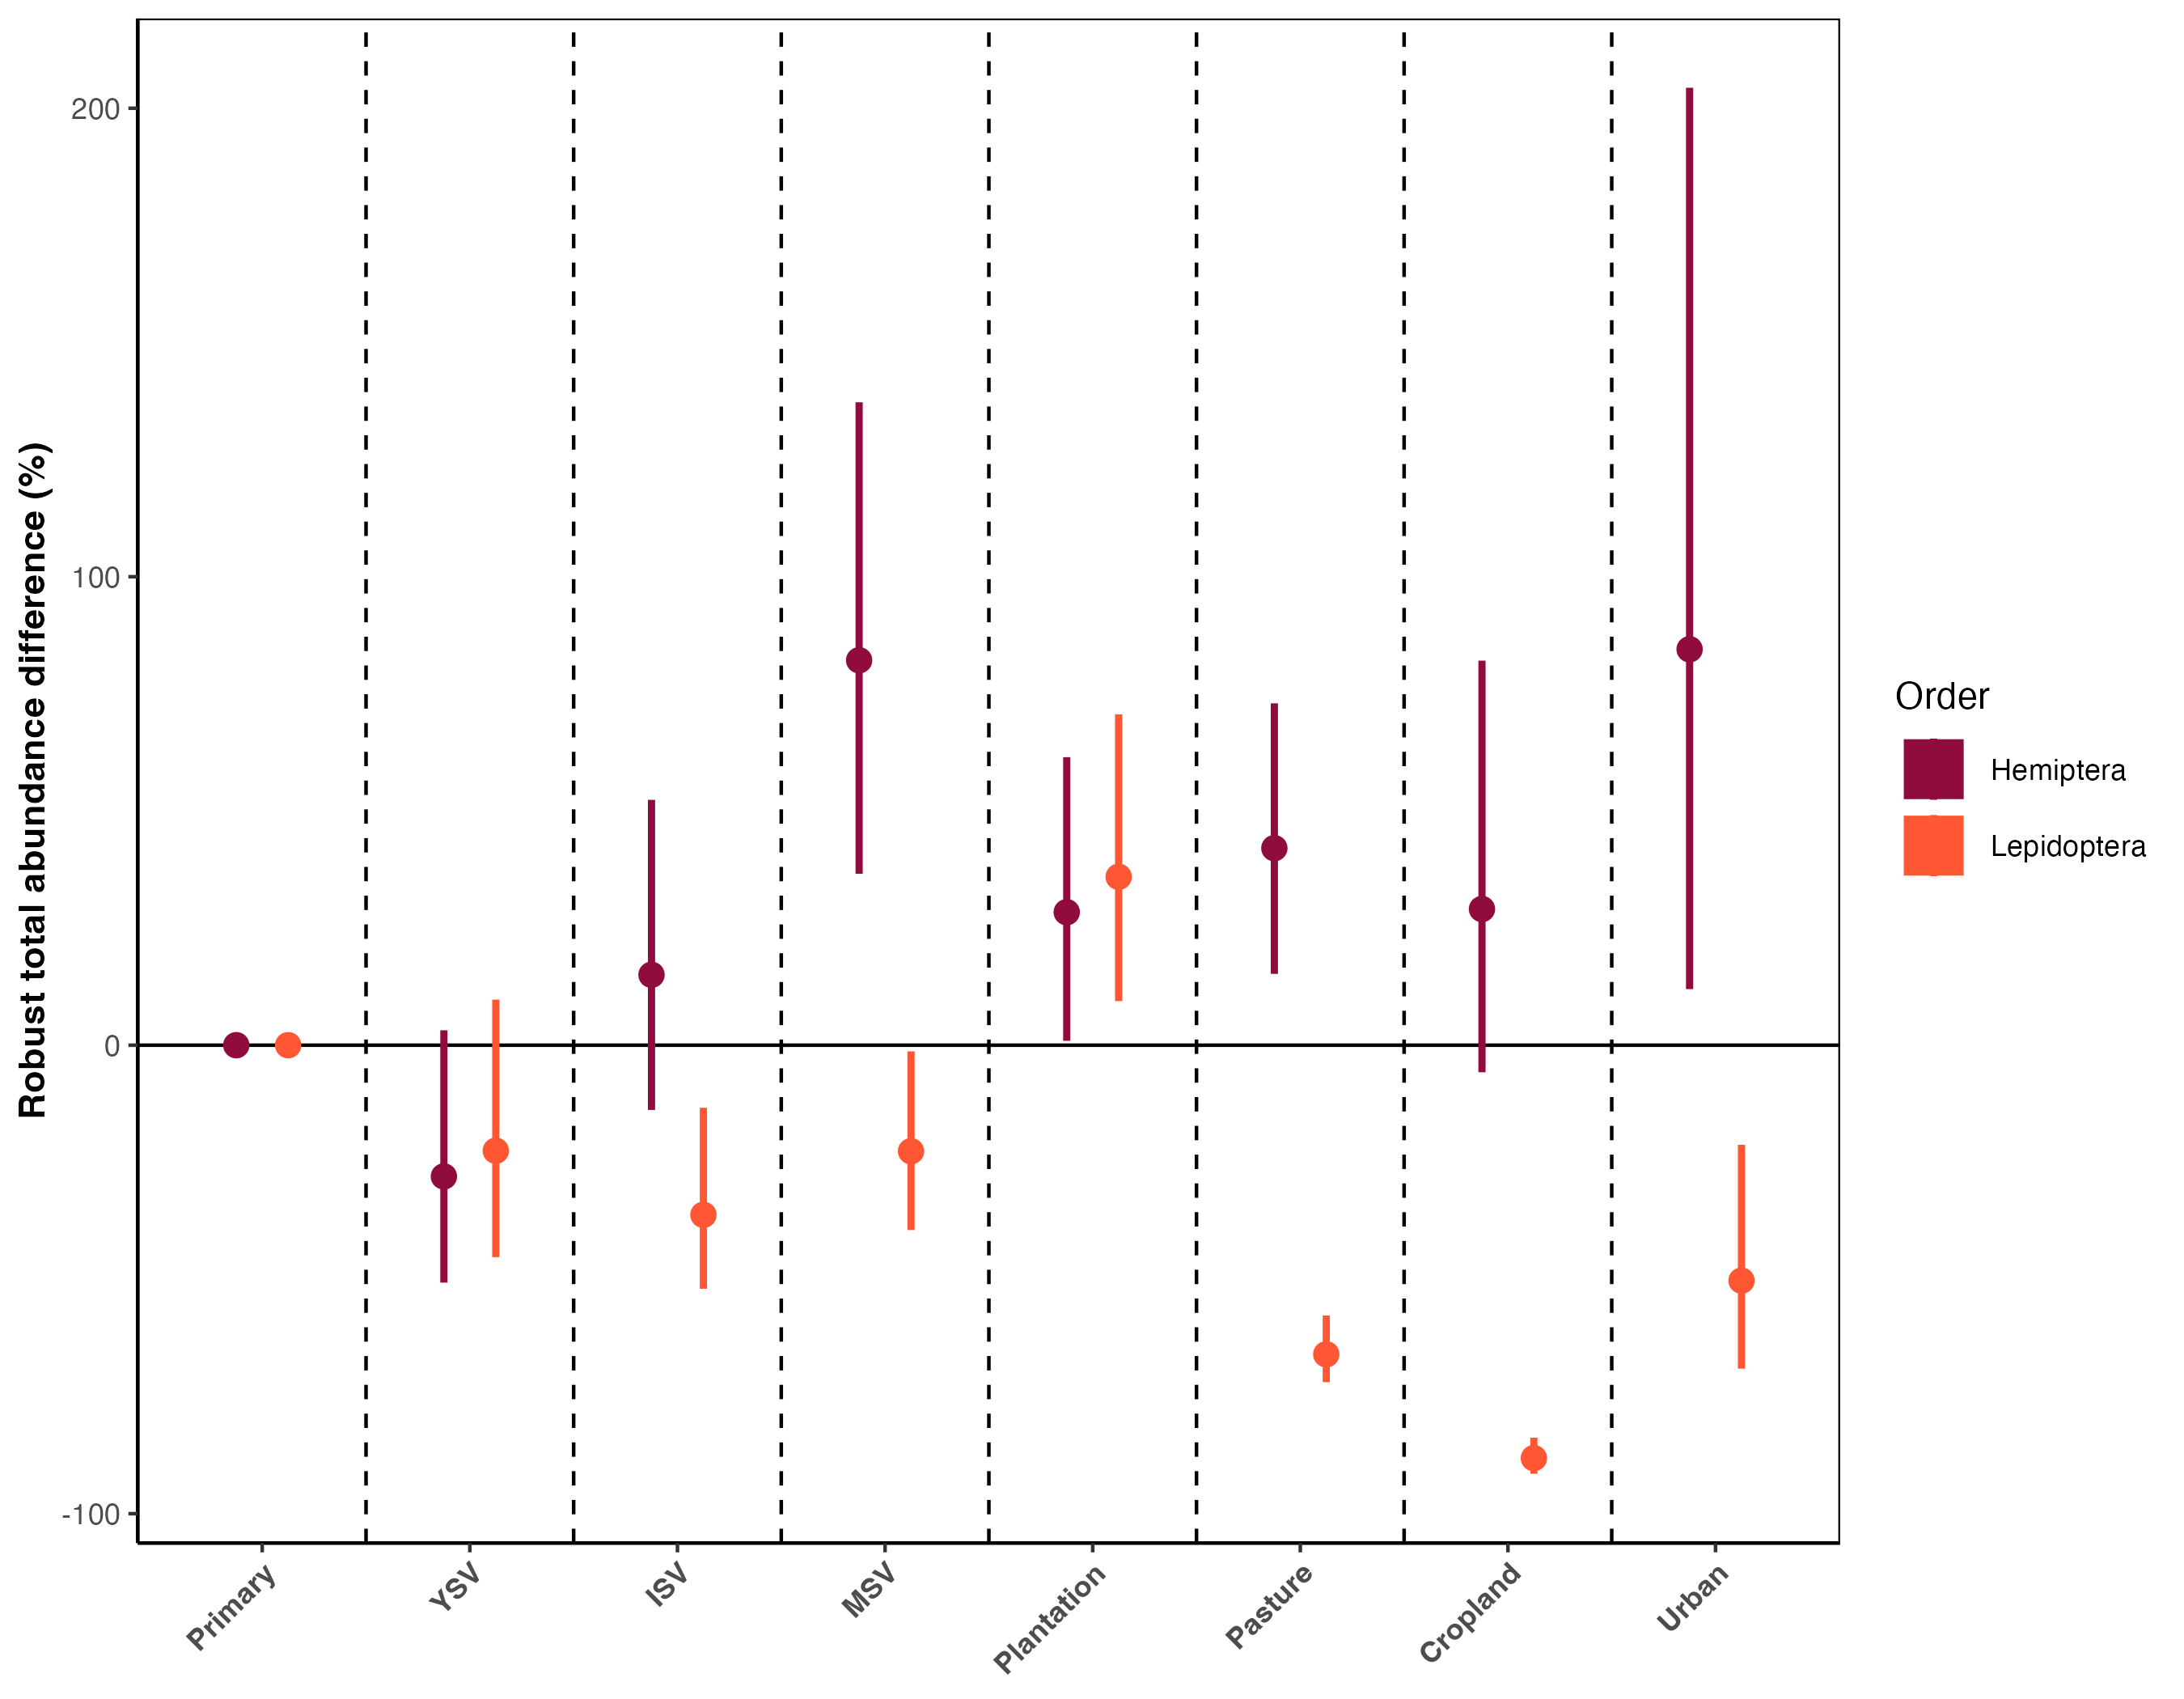 Robust total abundance difference (%)
200
100
0
-100
Primary
YSV
ISV
MSV
Plantation
Pasture
Cropland
Urban
Order
Hemiptera
Lepidoptera